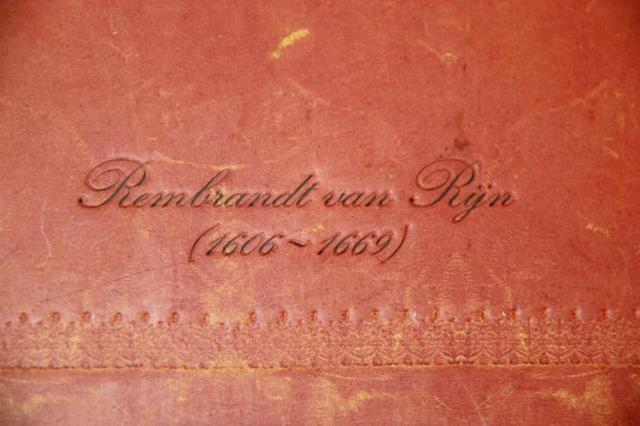 Rembrandt van Rijn
(1606 ~ 1669)